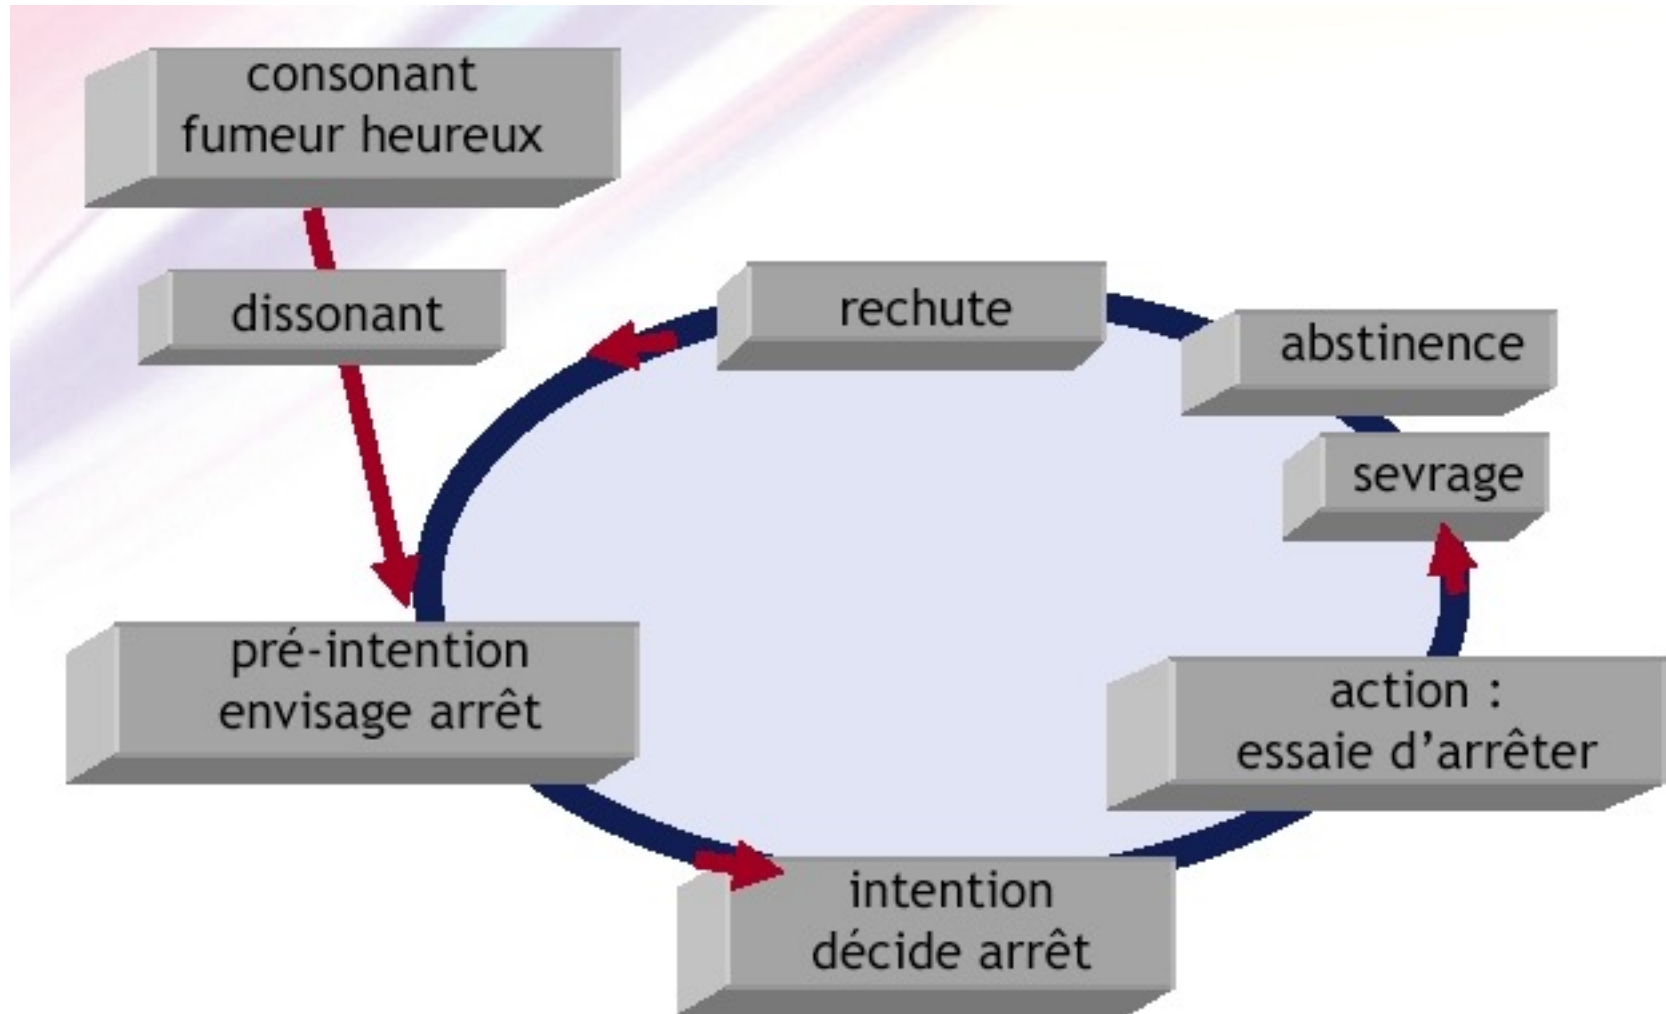 consonant
fumeur heureux
dissonant
rechute
abstinence
sevrage
pré-intention
envisage arrêt
action :
essaie d’arrêter
intention
décide arrêt